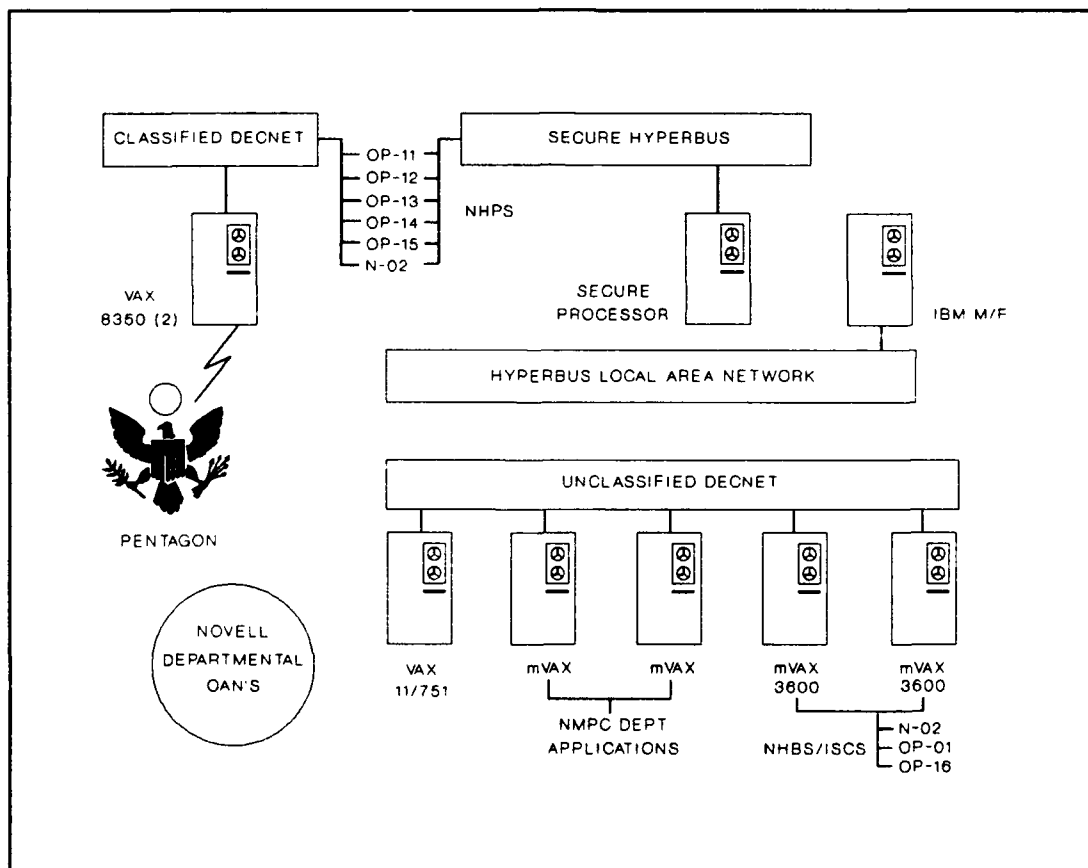 CLASSIFIED DECNET
SECURE HYPERBUS
OP-11
OP-12
OP-13
OP-14
OP-15
N-02
NHPS
VAX
8350 (2)
SECURE
PROCESSOR
IBM M/F
HYPERBUS LOCAL AREA NETWORK
UNCLASSIFIED DECNET
PENTAGON
NOVELL
DEPARTMENTAL
OAN'S
VAX
11/751
mVAX
mVAX
mVAX
3600
mVAX
3600
NMPC DEPT
APPLICATIONS
NHBS/ISCS
N-02
OP-01
OP-16